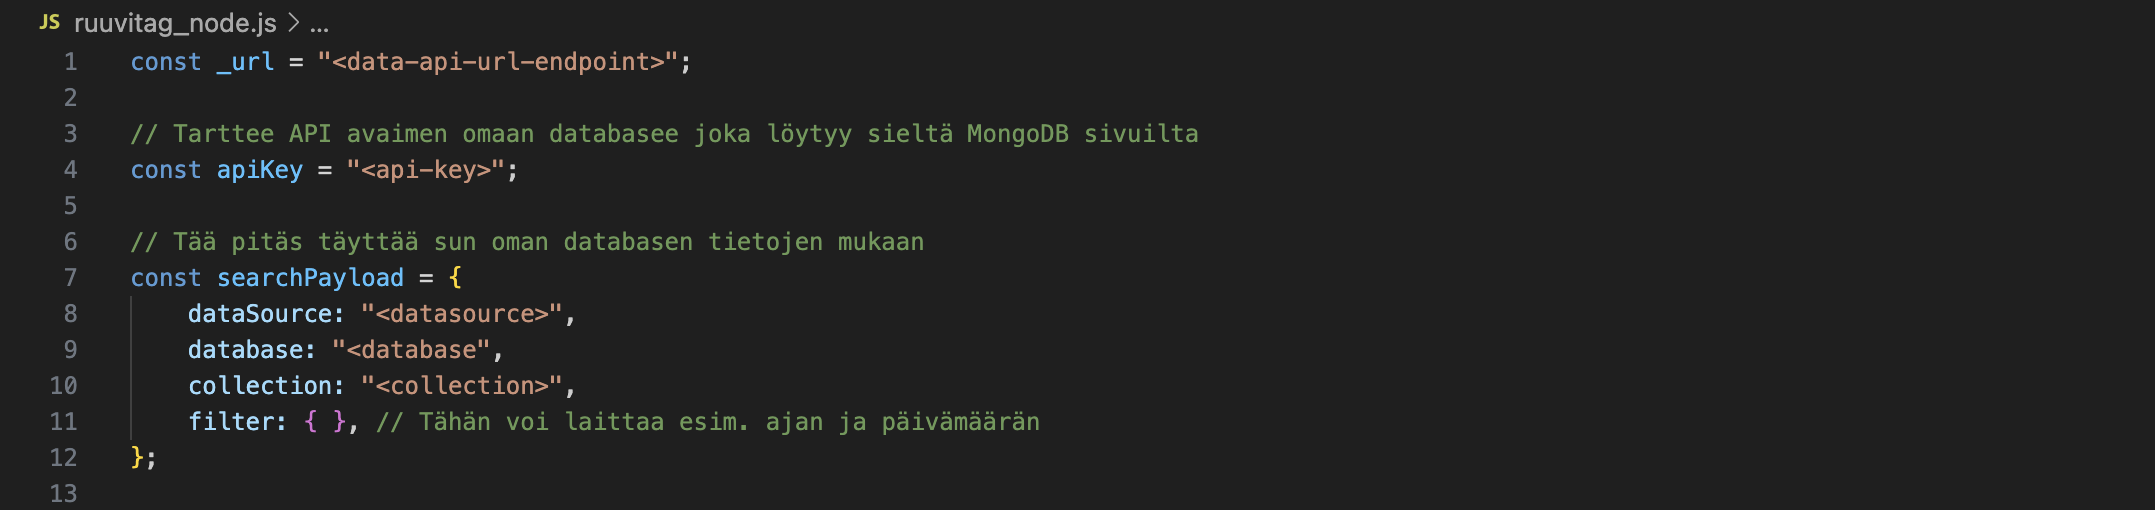 JS ruuvitag_node.js > ...
1 const _url = "<data-api-url-endpoint>";
2
3 // Tarttee API avaimen omaan databasee joka löytyy sieltä MongoDB sivuilta
4 const apiKey = "<api-key>";
5
6 // Tää pitäs täyttää sun oman databasen tietojen mukaan
7 const searchPayload = {
8     dataSource: "<datasource>",
9     database: "<database",
10     collection: "<collection>",
11     filter: { }, // Tähän voi laittaa esim. ajan ja päivämäärän
12 };
13